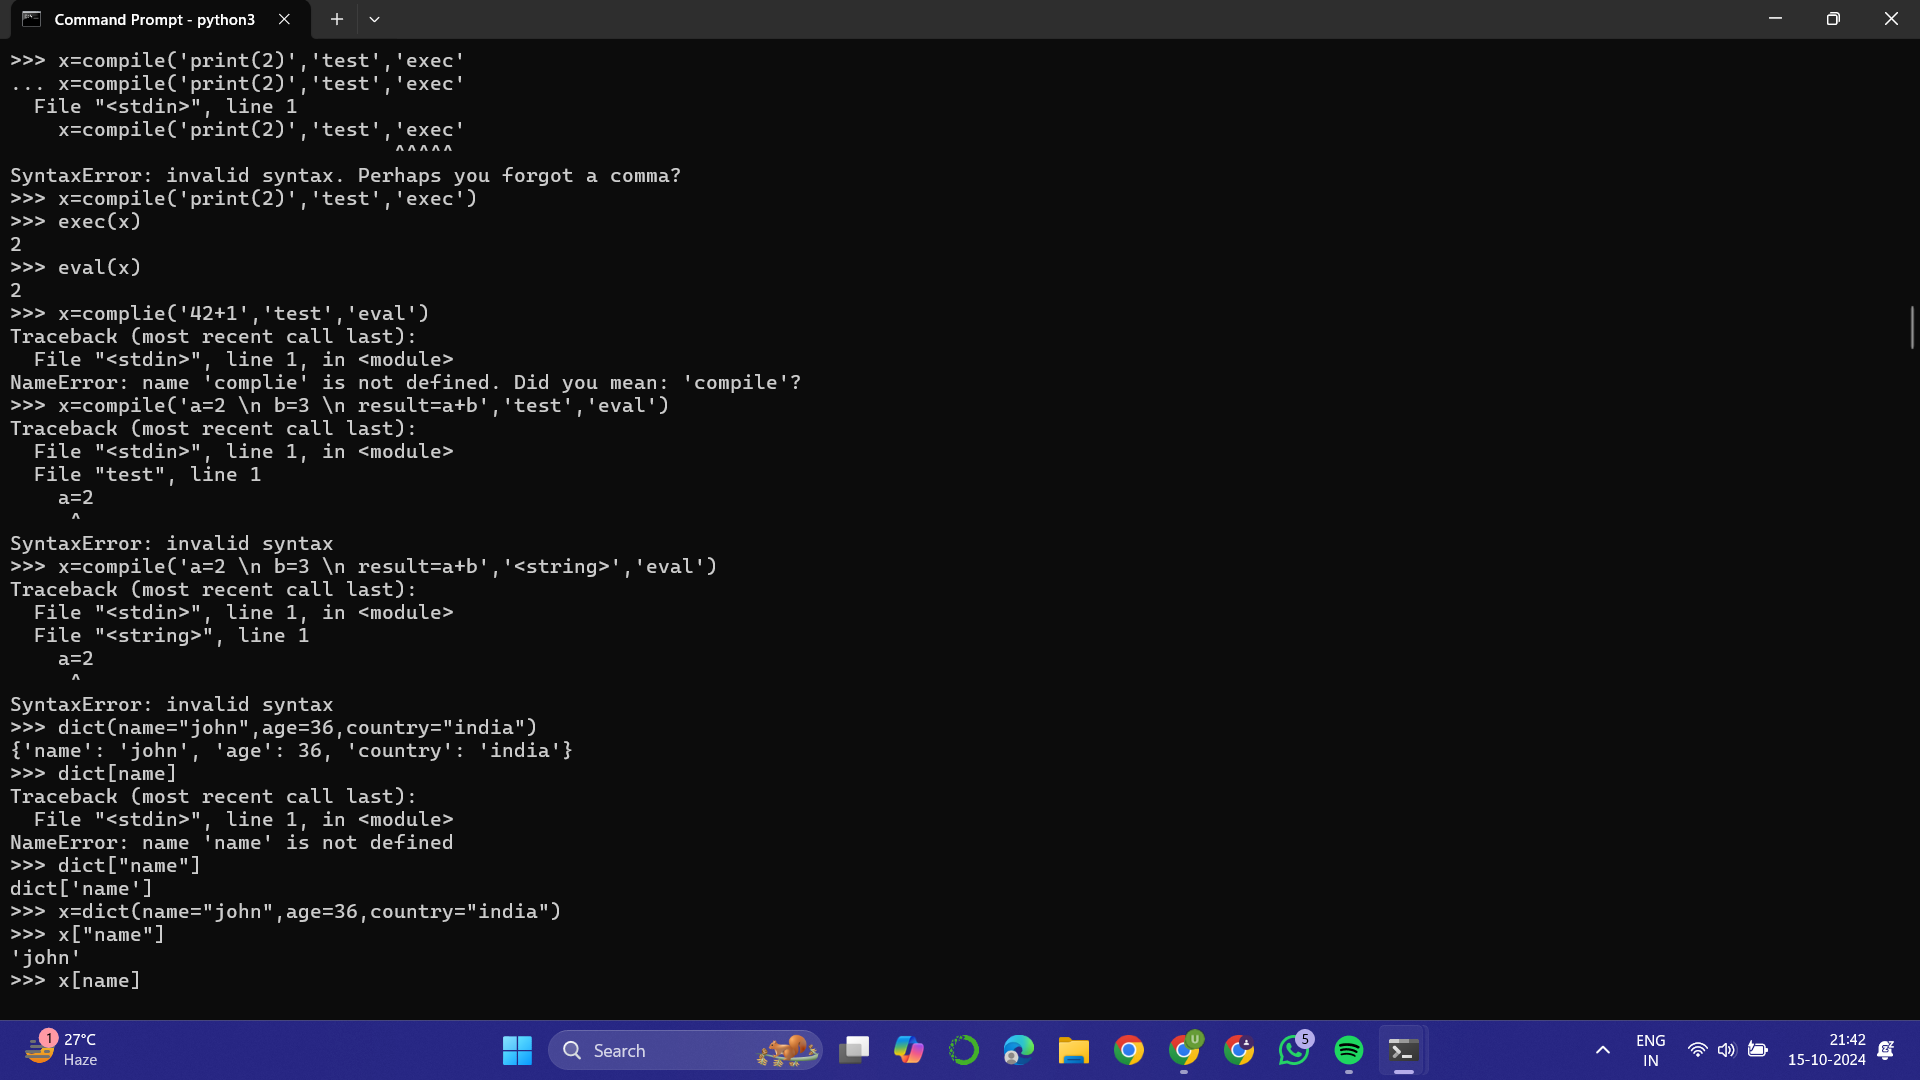 Command Prompt - python3
>>> x=compile('print(2)','test','exec'
... x=compile('print(2)','test','exec'
  File "<stdin>", line 1
    x=compile('print(2)','test','exec'
                                ^^^^^
SyntaxError: invalid syntax. Perhaps you forgot a comma?
>>> x=compile('print(2)','test','exec')
>>> exec(x)
2
>>> eval(x)
2
>>> x=complie('42+1','test','eval')
Traceback (most recent call last):
  File "<stdin>", line 1, in <module>
NameError: name 'complie' is not defined. Did you mean: 'compile'?
>>> x=compile('a=2 \n b=3 \n result=a+b','test','eval')
Traceback (most recent call last):
  File "<stdin>", line 1, in <module>
  File "test", line 1
    a=2
     ^
SyntaxError: invalid syntax
>>> x=compile('a=2 \n b=3 \n result=a+b','<string>','eval')
Traceback (most recent call last):
  File "<stdin>", line 1, in <module>
  File "<string>", line 1
    a=2
     ^
SyntaxError: invalid syntax
>>> dict(name="john",age=36,country="india")
{'name': 'john', 'age': 36, 'country': 'india'}
>>> dict[name]
Traceback (most recent call last):
  File "<stdin>", line 1, in <module>
NameError: name 'name' is not defined
>>> dict["name"]
dict['name']
>>> x=dict(name="john",age=36,country="india")
>>> x["name"]
'john'
>>> x[name]
1
27°C
Haze
Search
U
5
ENG
IN
21:42
15-10-2024